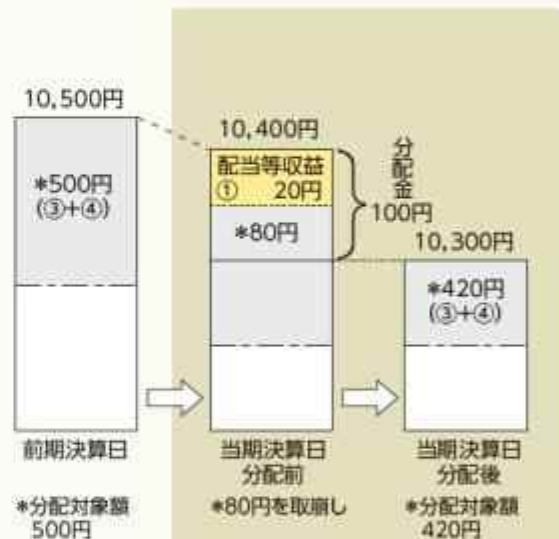 10,500円
*500円
(③+④)
前期決算日
*分配対象額
500円
10,400円
配当等収益
① 20円
*80円
分配金
100円
当期決算日
分配前
*80円を取崩し
10,300円
*420円
(③+④)
当期決算日
分配後
*分配対象額
420円